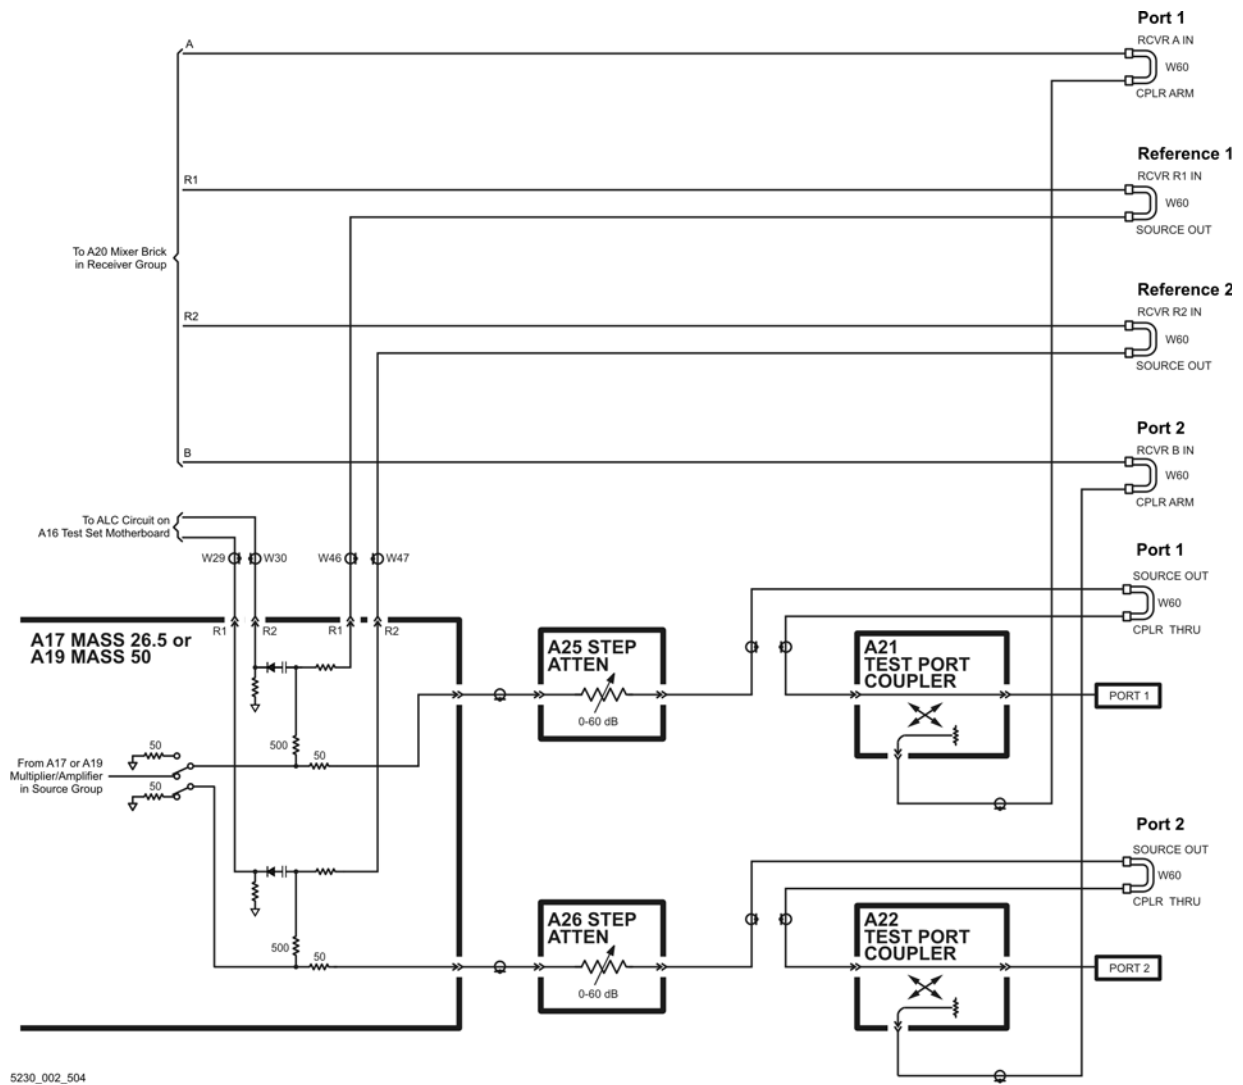 Port 1
A
RCVR A IN
W60
CPLR ARM
Reference 1
R1
RCVR R1 IN
W60
SOURCE OUT
To A20 Mixer Brick
in Receiver Group
Reference 2
R2
RCVR R2 IN
W60
SOURCE OUT
Port 2
B
RCVR B IN
W60
CPLR ARM
To ALC Circuit on
A16 Test Set Motherboard
W29
W30
W46
W47
Port 1
SOURCE OUT
W60
CPLR THRU
A17 MASS 26.5 or
A19 MASS 50
R1
R2
R1
R2
A25 STEP
ATTEN
0-60 dB
A21
TEST PORT
COUPLER
PORT 1
500
50
50
From A17 or A19
Multiplier/Amplifier
in Source Group
50
Port 2
SOURCE OUT
W60
CPLR THRU
A26 STEP
ATTEN
0-60 dB
A22
TEST PORT
COUPLER
PORT 2
500
50
5230_002_504